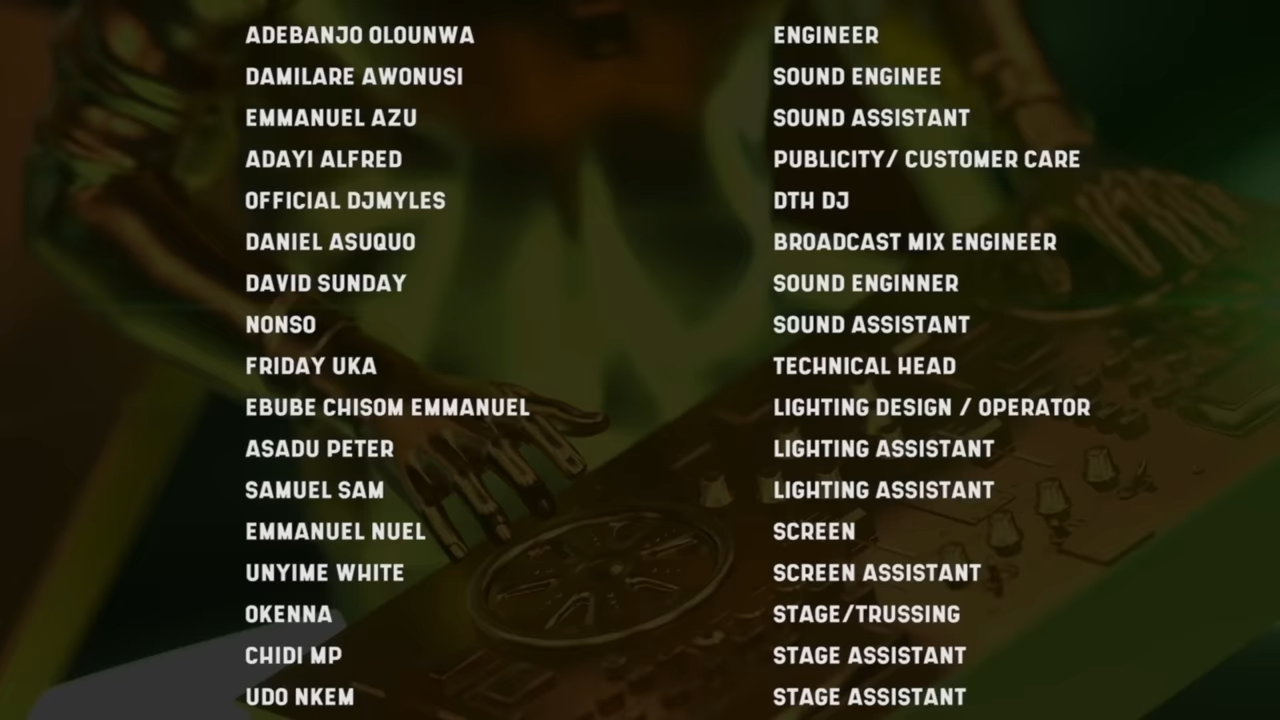 ADEBANJO OLOUNWA ENGINEER
DAMILARE AWONUSI SOUND ENGINEE
EMMANUEL AZU SOUND ASSISTANT
ADAYI ALFRED PUBLICITY/ CUSTOMER CARE
OFFICIAL DJMYLES DTH DJ
DANIEL ASUQUO BROADCAST MIX ENGINEER
DAVID SUNDAY SOUND ENGINNER
NONSO SOUND ASSISTANT
FRIDAY UKA TECHNICAL HEAD
EBUBE CHISOM EMMANUEL LIGHTING DESIGN / OPERATOR
ASADU PETER LIGHTING ASSISTANT
SAMUEL SAM LIGHTING ASSISTANT
EMMANUEL NUEL SCREEN
UNYIME WHITE SCREEN ASSISTANT
OKENNA STAGE/TRUSSING
CHIDI MP STAGE ASSISTANT
UDO NKEM STAGE ASSISTANT